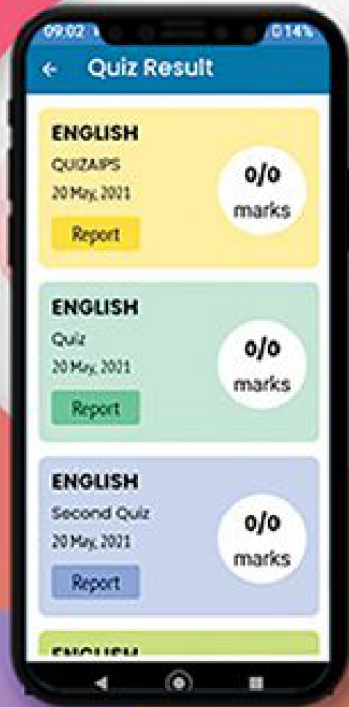 09:02 14%
Quiz Result
ENGLISH
QUIZAIPS
20 May, 2021
0/0
marks
Report
ENGLISH
Quiz
20 May, 2021
0/0
marks
Report
ENGLISH
Second Quiz
20 May, 2021
0/0
marks
Report
ENGLISH